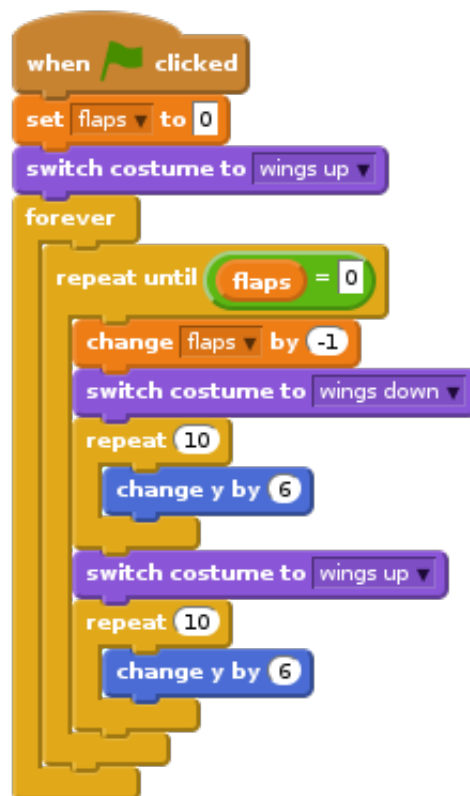 when clicked
set flaps to 0
switch costume to wings up
forever
repeat until flaps = 0
change flaps by -1
switch costume to wings down
repeat 10
change y by 6
switch costume to wings up
repeat 10
change y by 6